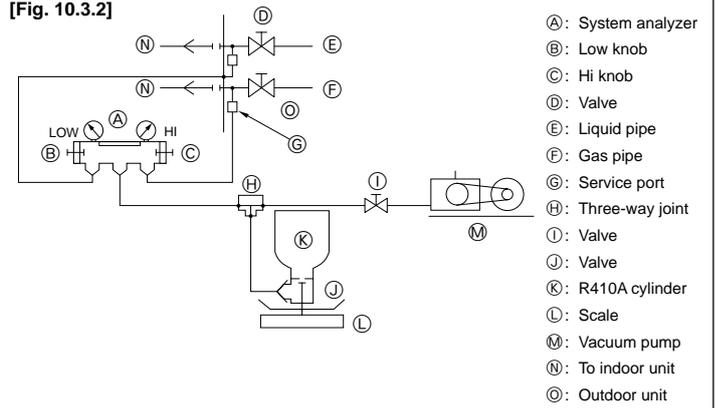 [Fig. 10.3.2]
Ⓓ
Ⓝ Ⓔ
Ⓝ Ⓕ
Ⓞ
Ⓐ
LOW HI
Ⓖ
Ⓑ Ⓒ
Ⓗ Ⓘ
Ⓚ Ⓜ
Ⓙ
Ⓛ
Ⓐ: System analyzer
Ⓑ: Low knob
Ⓒ: Hi knob
Ⓓ: Valve
Ⓔ: Liquid pipe
Ⓕ: Gas pipe
Ⓖ: Service port
Ⓗ: Three-way joint
Ⓘ: Valve
Ⓙ: Valve
Ⓚ: R410A cylinder
Ⓛ: Scale
Ⓜ: Vacuum pump
Ⓝ: To indoor unit
Ⓞ: Outdoor unit